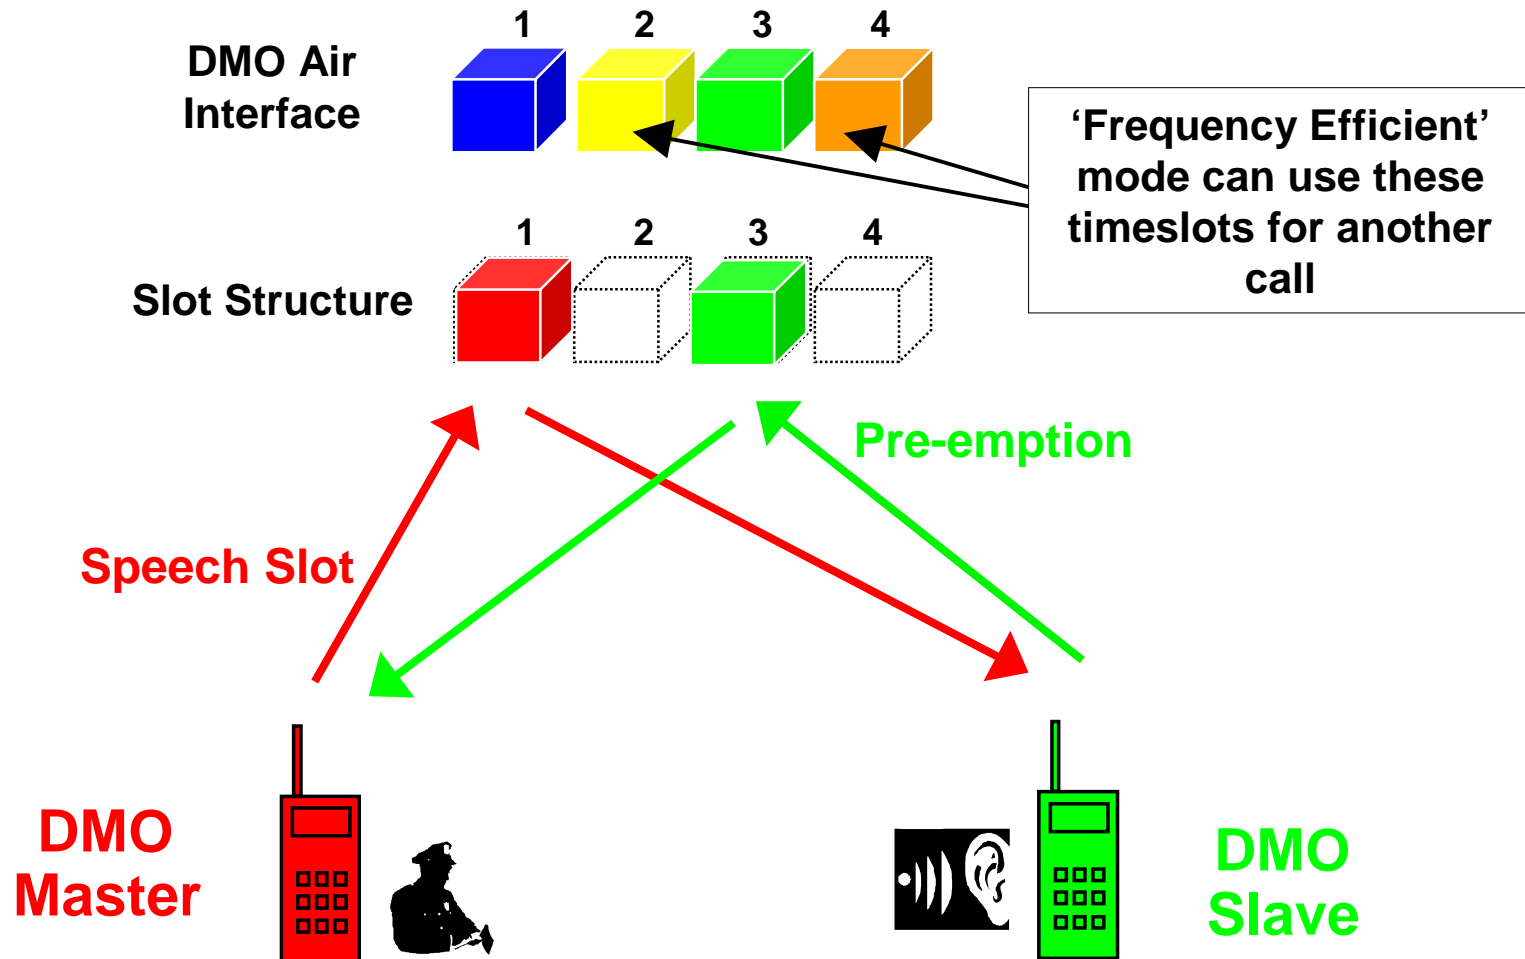 1 2 3 4
DMO Air
Interface
‘Frequency Efficient’
mode can use these
timeslots for another
call
1 2 3 4
Slot Structure
Pre-emption
Speech Slot
DMO
Master
DMO
Slave